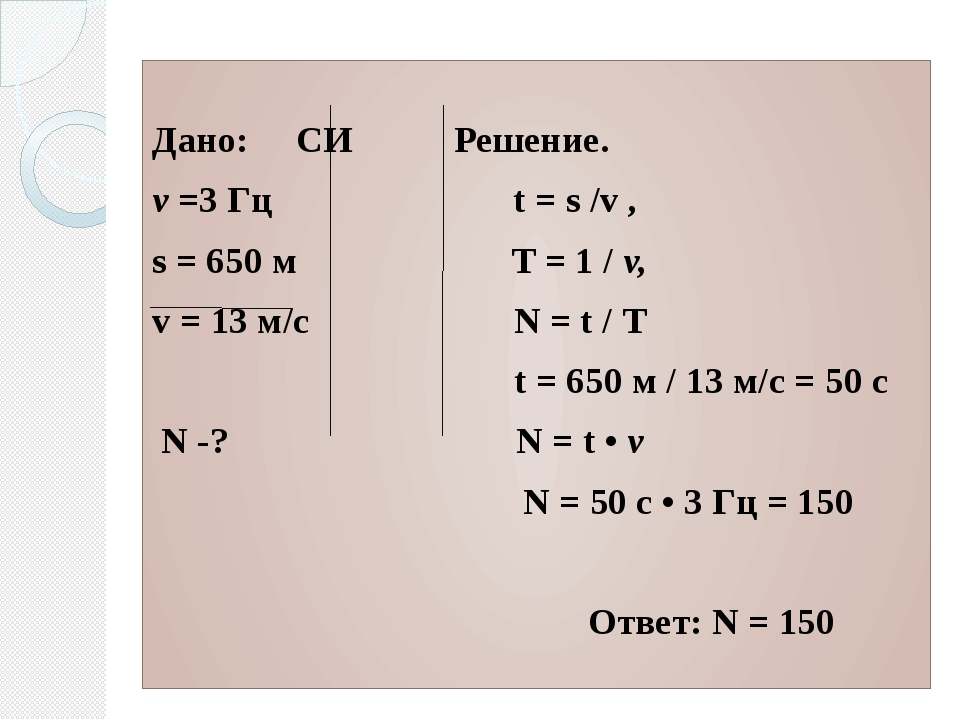 Дано: СИ Решение.
ν =3 Гц t = s /v ,
s = 650 м T = 1 / ν,
v = 13 м/с N = t / T
t = 650 м / 13 м/с = 50 с
N -? N = t • ν
N = 50 с • 3 Гц = 150
Ответ: N = 150